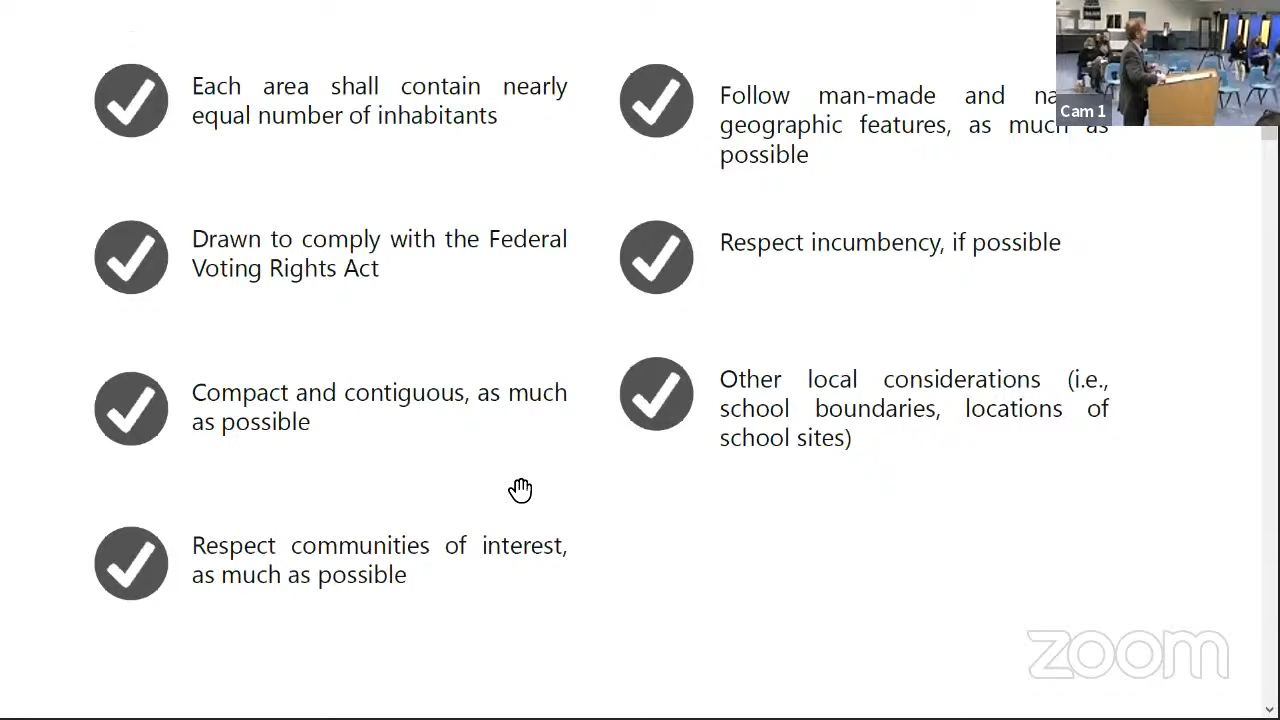 Each area shall contain nearly
equal number of inhabitants
Drawn to comply with the Federal
Voting Rights Act
Compact and contiguous, as much
as possible
Respect communities of interest,
as much as possible
Follow man-made and
geographic features, as much as
possible
Respect incumbency, if possible
Other local considerations (i.e.,
school boundaries, locations of
school sites)
Cam 1
zoom